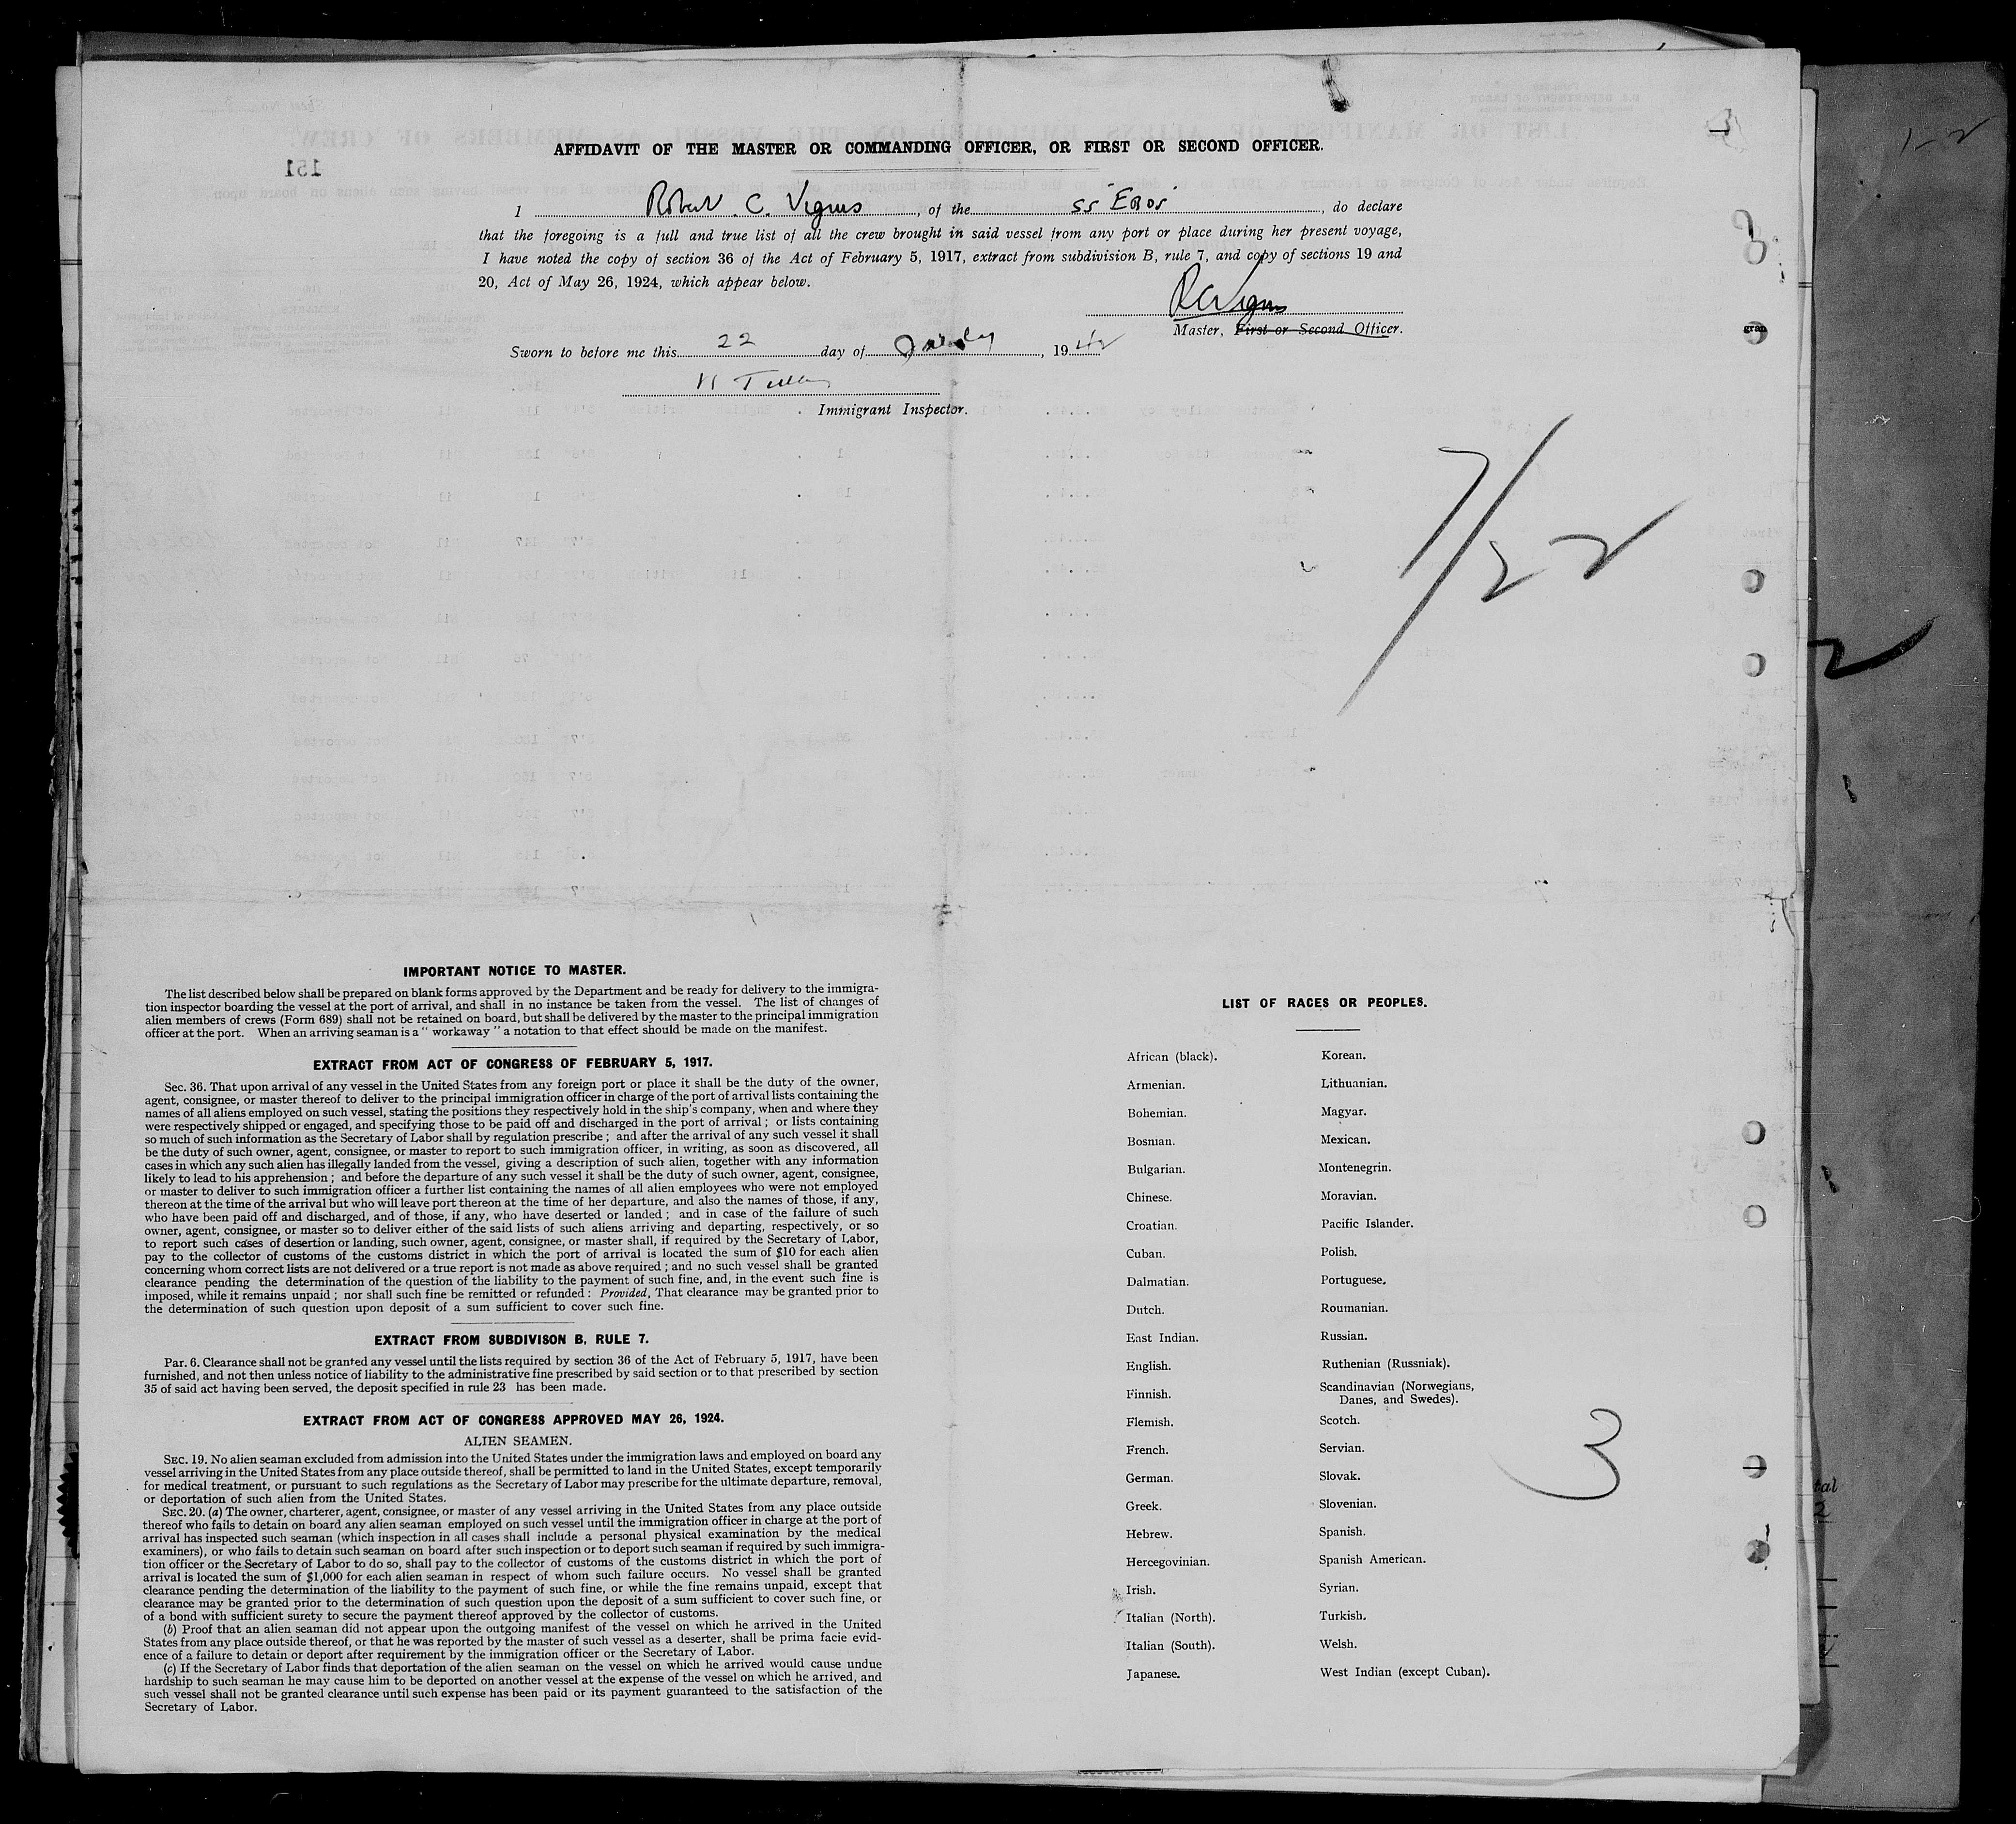 AFFIDAVIT OF THE MASTER OR COMMANDING OFFICER, OR FIRST OR SECOND OFFICER.
151
I Robert C. Vigus, of the SS "Eros", do declare
that the foregoing is a full and true list of all the crew brought in said vessel from any port or place during her present voyage,
I have noted the copy of section 36 of the Act of February 5, 1917, extract from subdivision B, rule 7, and copy of sections 19 and
20, Act of May 26, 1924, which appear below.
RCVigus
Master, First or Second Officer.
Sworn to before me this 22 day of , 19
Immigrant Inspector.
7/22
IMPORTANT NOTICE TO MASTER.
The list described below shall be prepared on blank forms approved by the Department and be ready for delivery to the immigra-
tion inspector boarding the vessel at the port of arrival, and shall in no instance be taken from the vessel. The list of changes of
alien members of crews (Form 689) shall not be retained on board, but shall be delivered by the master to the principal immigration
officer at the port. When an arriving seaman is a " workaway " a notation to that effect should be made on the manifest.
EXTRACT FROM ACT OF CONGRESS OF FEBRUARY 5, 1917.
Sec. 36. That upon arrival of any vessel in the United States from any foreign port or place it shall be the duty of the owner,
agent, consignee, or master thereof to deliver to the principal immigration officer in charge of the port of arrival lists containing the
names of all aliens employed on such vessel, stating the positions they respectively hold in the ship's company, when and where they
were respectively shipped or engaged, and specifying those to be paid off and discharged in the port of arrival ; or lists containing
so much of such information as the Secretary of Labor shall by regulation prescribe ; and after the arrival of any such vessel it shall
be the duty of such owner, agent, consignee, or master to report to such immigration officer, in writing, as soon as discovered, all
cases in which any such alien has illegally landed from the vessel, giving a description of such alien, together with any information
likely to lead to his apprehension ; and before the departure of any such vessel it shall be the duty of such owner, agent, consignee,
or master to deliver to such immigration officer a further list containing the names of all alien employees who were not employed
thereon at the time of the arrival but who will leave port thereon at the time of her departure, and also the names of those, if any,
who have been paid off and discharged, and of those, if any, who have deserted or landed ; and in case of the failure of such
owner, agent, consignee, or master so to deliver either of the said lists of such aliens arriving and departing, respectively, or so
to report such cases of desertion or landing, such owner, agent, consignee, or master shall, if required by the Secretary of Labor,
pay to the collector of customs of the customs district in which the port of arrival is located the sum of $10 for each alien
concerning whom correct lists are not delivered or a true report is not made as above required ; and no such vessel shall be granted
clearance pending the determination of the question of the liability to the payment of such fine, and, in the event such fine is
imposed, while it remains unpaid ; nor shall such fine be remitted or refunded : Provided, That clearance may be granted prior to
the determination of such question upon deposit of a sum sufficient to cover such fine.
EXTRACT FROM SUBDIVISON B, RULE 7.
Par. 6. Clearance shall not be granted any vessel until the lists required by section 36 of the Act of February 5, 1917, have been
furnished, and not then unless notice of liability to the administrative fine prescribed by said section or to that prescribed by section
35 of said act having been served, the deposit specified in rule 23 has been made.
EXTRACT FROM ACT OF CONGRESS APPROVED MAY 26, 1924.
ALIEN SEAMEN.
SEC. 19. No alien seaman excluded from admission into the United States under the immigration laws and employed on board any
vessel arriving in the United States from any place outside thereof, shall be permitted to land in the United States, except temporarily
for medical treatment, or pursuant to such regulations as the Secretary of Labor may prescribe for the ultimate departure, removal,
or deportation of such alien from the United States.
SEC. 20. (a) The owner, charterer, agent, consignee, or master of any vessel arriving in the United States from any place outside
thereof who fails to detain on board any alien seaman employed on such vessel until the immigration officer in charge at the port of
arrival has inspected such seaman (which inspection in all cases shall include a personal physical examination by the medical
examiners), or who fails to detain such seaman on board after such inspection or to deport such seaman if required by such immigra-
tion officer or the Secretary of Labor to do so, shall pay to the collector of customs of the customs district in which the port of
arrival is located the sum of $1,000 for each alien seaman in respect of whom such failure occurs. No vessel shall be granted
clearance pending the determination of the liability to the payment of such fine, or while the fine remains unpaid, except that
clearance may be granted prior to the determination of such question upon the deposit of a sum sufficient to cover such fine, or
of a bond with sufficient surety to secure the payment thereof approved by the collector of customs.
(b) Proof that an alien seaman did not appear upon the outgoing manifest of the vessel on which he arrived in the United
States from any place outside thereof, or that he was reported by the master of such vessel as a deserter, shall be prima facie evid-
ence of a failure to detain or deport after requirement by the immigration officer or the Secretary of Labor.
(c) If the Secretary of Labor finds that deportation of the alien seaman on the vessel on which he arrived would cause undue
hardship to such seaman he may cause him to be deported on another vessel at the expense of the vessel on which he arrived, and
such vessel shall not be granted clearance until such expense has been paid or its payment guaranteed to the satisfaction of the
Secretary of Labor.
LIST OF RACES OR PEOPLES.
African (black). Korean.
Armenian. Lithuanian.
Bohemian. Magyar.
Bosnian. Mexican.
Bulgarian. Montenegrin.
Chinese. Moravian.
Croatian. Pacific Islander.
Cuban. Polish.
Dalmatian. Portuguese.
Dutch. Roumanian.
East Indian. Russian.
English. Ruthenian (Russniak).
Finnish. Scandinavian (Norwegians,
Danes, and Swedes).
Flemish. Scotch.
French. Servian.
German. Slovak.
Greek. Slovenian.
Hebrew. Spanish.
Hercegovinian. Spanish American.
Irish. Syrian.
Italian (North). Turkish.
Italian (South). Welsh.
Japanese. West Indian (except Cuban).
3